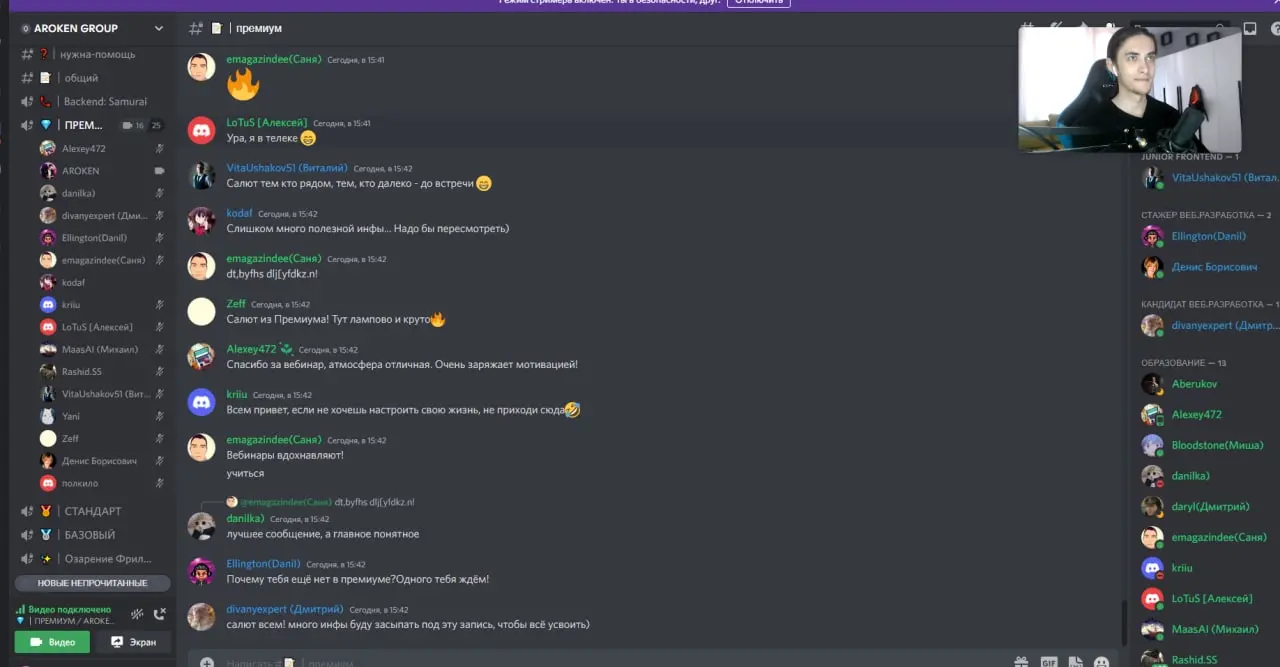 Режим стримера включён. Ты в безопасности, друг.
Отключить
AROKEN GROUP
| премиум
| нужна-помощь
| общий
| Backend: Samurai
| ПРЕМ... 16 25
Alexey472
AROKEN
danilka)
divanyexpert (Дми...
Ellington(Danil)
emagazindee(Саня)
kodaf
kriiu
LoTuS [Алексей]
MaasAI (Михаил)
Rashid.SS
VitaUshakov51 (Вит...
Yani
Zeff
Денис Борисович
полкило
| СТАНДАРТ
| БАЗОВЫЙ
| Озарение Фрил...
НОВЫЕ НЕПРОЧИТАННЫЕ
Видео подключено
| ПРЕМИУМ / AROKE...
Видео
Экран
emagazindee(Саня) Сегодня, в 15:41
LoTuS [Алексей] Сегодня, в 15:41
Ура, я в телеке
VitaUshakov51 (Виталий) Сегодня, в 15:42
Салют тем кто рядом, тем, кто далеко - до встречи
kodaf Сегодня, в 15:42
Слишком много полезной инфы... Надо бы пересмотреть)
emagazindee(Саня) Сегодня, в 15:42
dt,byfhs dlj[yfdkz.n!
Zeff Сегодня, в 15:42
Салют из Премиума! Тут лампово и круто
Alexey472 Сегодня, в 15:42
Спасибо за вебинар, атмосфера отличная. Очень заряжает мотивацией!
kriiu Сегодня, в 15:42
Всем привет, если не хочешь настроить свою жизнь, не приходи сюда
emagazindee(Саня) Сегодня, в 15:42
Вебинары вдохнавляют!
учиться
@emagazindee(Саня) dt,byfhs dlj[yfdkz.n!
danilka) Сегодня, в 15:42
лучшее сообщение, а главное понятное
Ellington(Danil) Сегодня, в 15:42
Почему тебя ещё нет в премиуме?Одного тебя ждём!
divanyexpert (Дмитрий) Сегодня, в 15:42
салют всем! много инфы буду засыпать под эту запись, чтобы всё усвоить)
Написать # | премиум
GIF
JUNIOR FRONTEND — 1
VitaUshakov51 (Витал...
СТАЖЕР ВЕБ.РАЗРАБОТКА — 2
Ellington(Danil)
Денис Борисович
КАНДИДАТ ВЕБ.РАЗРАБОТКА — 1
divanyexpert (Дмитр...
ОБРАЗОВАНИЕ — 13
Aberukov
Alexey472
Bloodstone(Миша)
danilka)
daryl(Дмитрий)
emagazindee(Саня)
kriiu
LoTuS [Алексей]
MaasAI (Михаил)
Rashid.SS